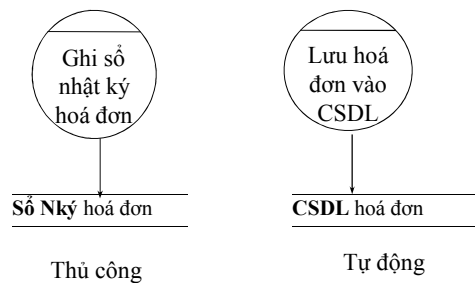 Ghi sổ
nhật ký
hoá đơn
Lưu hoá
đơn vào
CSDL
Sổ Nký hoá đơn
CSDL hoá đơn
Thủ công
Tự động